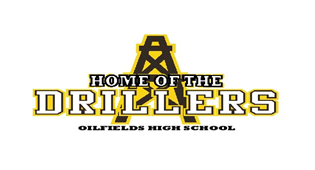 HOME OF THE
DRILLERS
OILFIELDS HIGH SCHOOL